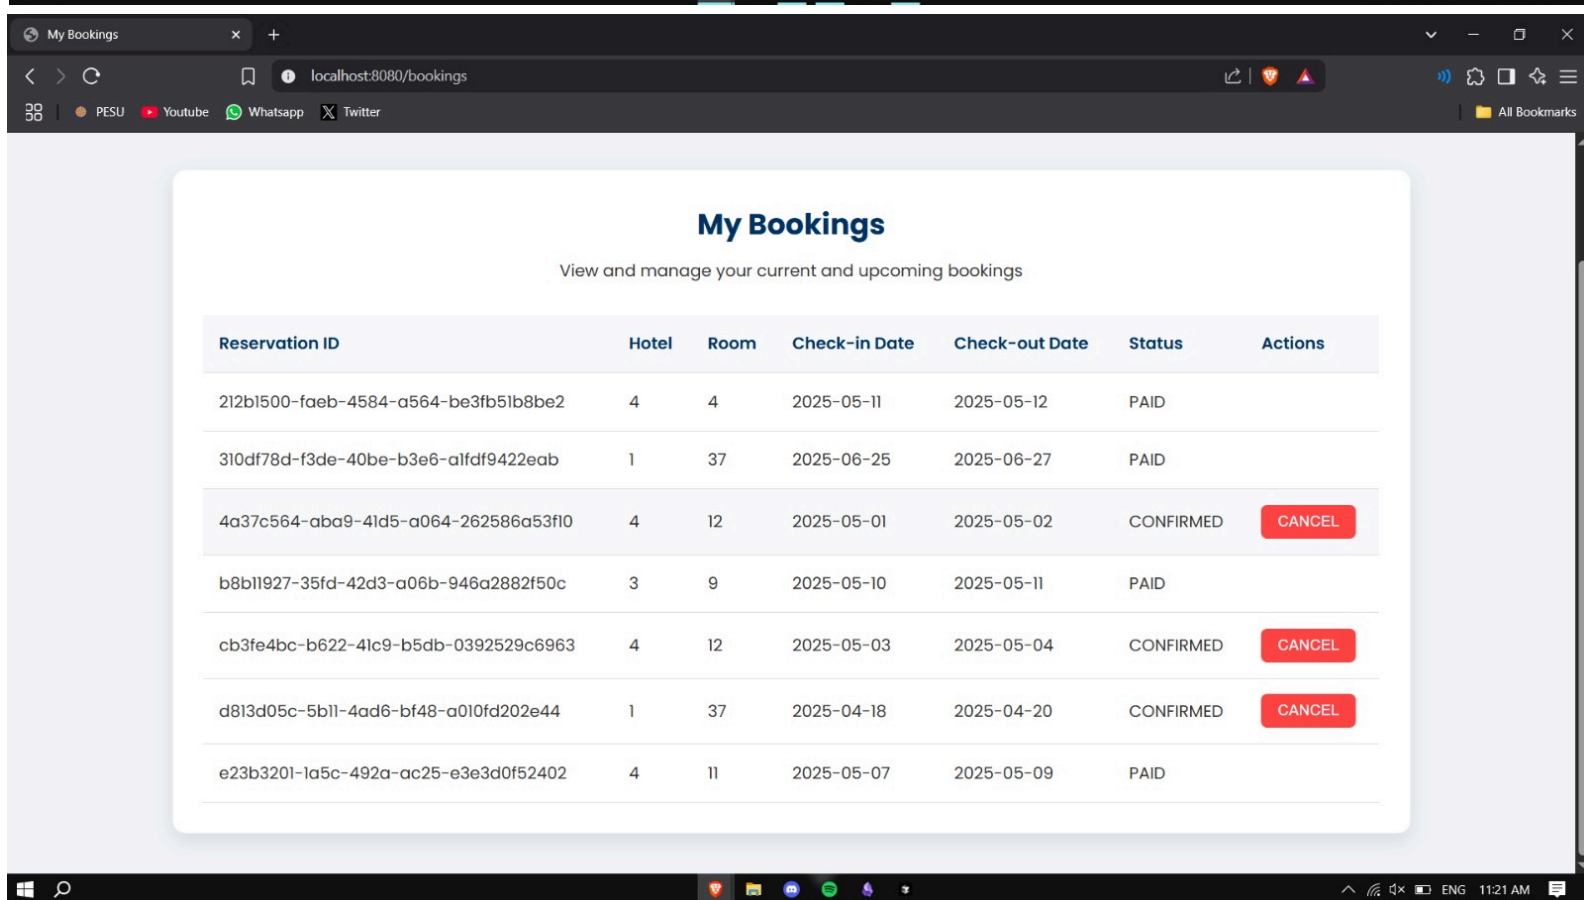 My Bookings
localhost:8080/bookings
PESU Youtube Whatsapp Twitter All Bookmarks
My Bookings
View and manage your current and upcoming bookings
Reservation ID Hotel Room Check-in Date Check-out Date Status Actions
212b1500-faeb-4584-a564-be3fb51b8be2 4 4 2025-05-11 2025-05-12 PAID
310df78d-f3de-40be-b3e6-a1fdf9422eab 1 37 2025-06-25 2025-06-27 PAID
4a37c564-aba9-41d5-a064-262586a53f10 4 12 2025-05-01 2025-05-02 CONFIRMED CANCEL
b8b11927-35fd-42d3-a06b-946a2882f50c 3 9 2025-05-10 2025-05-11 PAID
cb3fe4bc-b622-41c9-b5db-0392529c6963 4 12 2025-05-03 2025-05-04 CONFIRMED CANCEL
d813d05c-5b11-4ad6-bf48-a010fd202e44 1 37 2025-04-18 2025-04-20 CONFIRMED CANCEL
e23b3201-1a5c-492a-ac25-e3e3d0f52402 4 11 2025-05-07 2025-05-09 PAID
ENG 11:21 AM